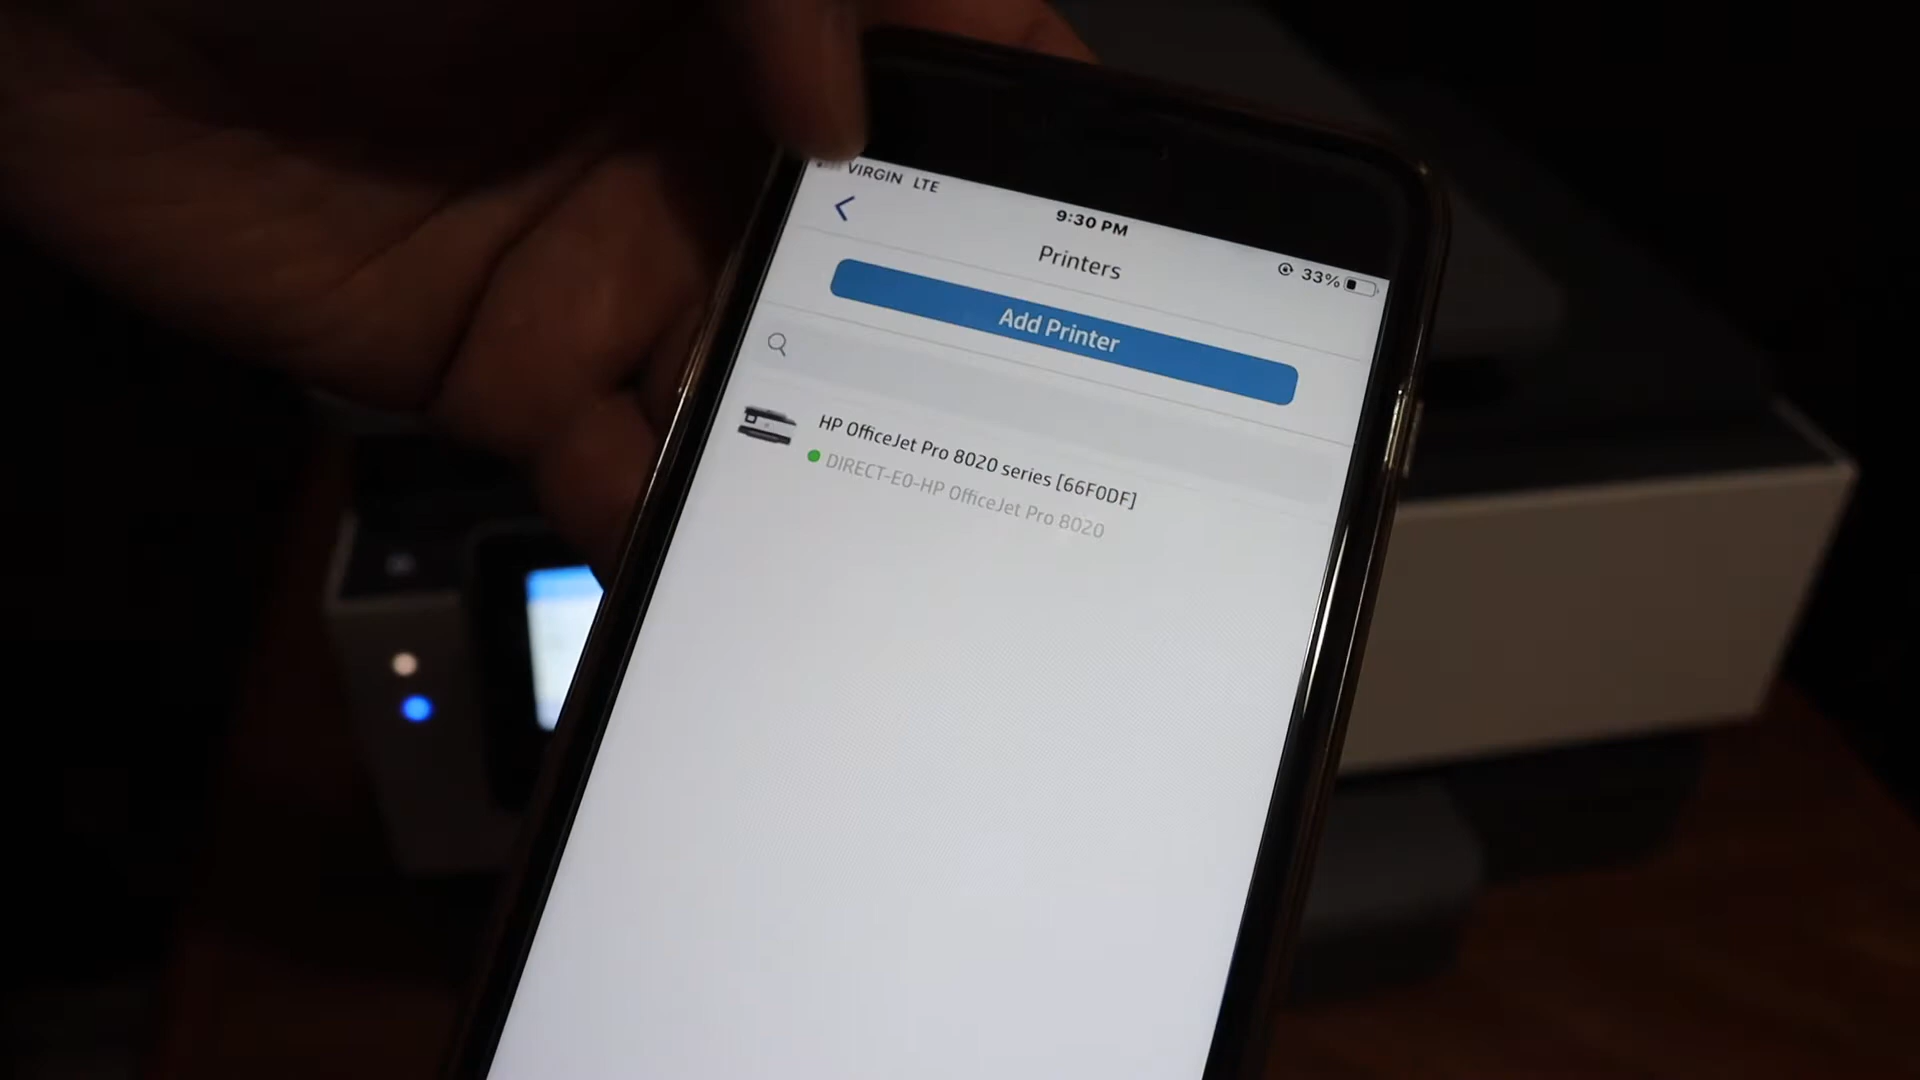 VIRGIN LTE
9:30 PM
33%
Printers
Add Printer
HP OfficeJet Pro 8020 series [66F0DF]
DIRECT-E0-HP OfficeJet Pro 8020